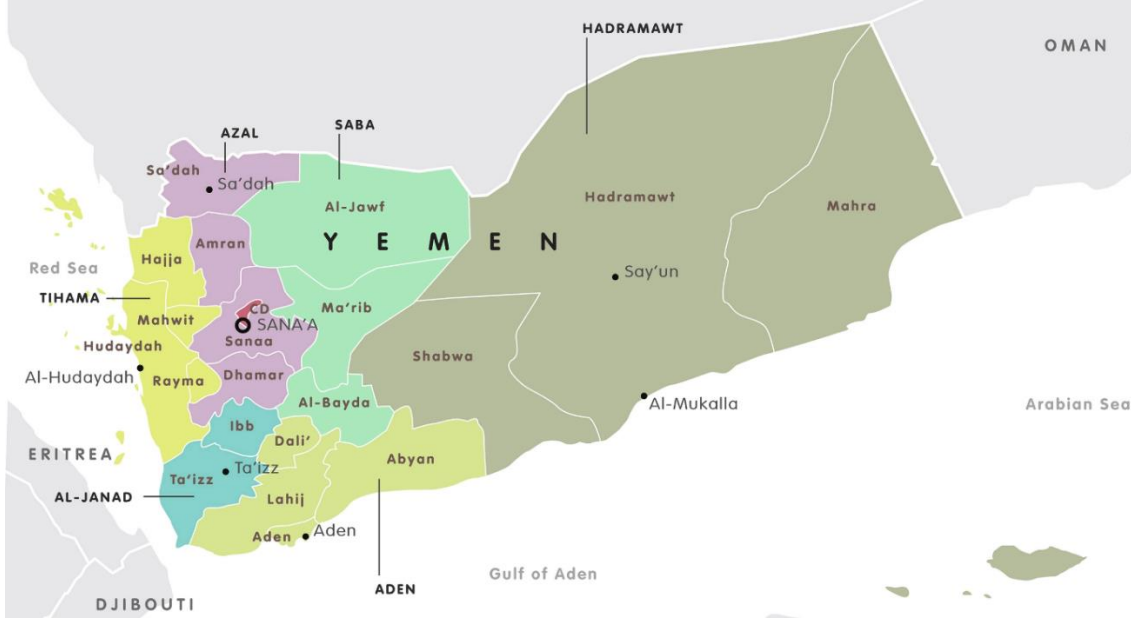 HADRAMAWT
OMAN
AZAL
SABA
Sa’dah
Sa’dah
Al-Jawf
Hadramawt
Mahra
Y E M E N
Amran
Hajja
Red Sea
Say’un
TIHAMA
CD
Ma’rib
Mahwit
SANA’A
Sanaa
Hudaydah
Shabwa
Al-Hudaydah
Rayma
Dhamar
Al-Bayda
Al-Mukalla
Arabian Sea
Ibb
Dali’
ERITREA
Abyan
Ta’izz
Ta’izz
AL-JANAD
Lahij
Aden
Aden
Gulf of Aden
ADEN
DJIBOUTI